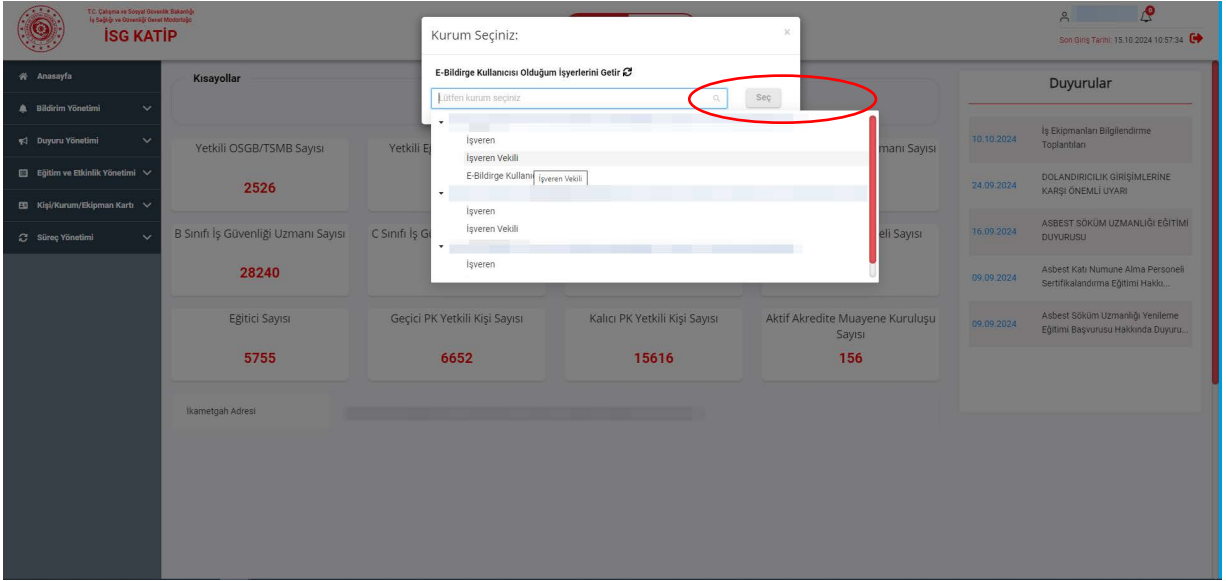 T.C. Çalışma ve Sosyal Güvenlik Bakanlığı
İş Sağlığı ve Güvenliği Genel Müdürlüğü
İSG KATİP
Son Giriş Tarihi: 15.10.2024 10:57:34
Anasayfa
Bildirim Yönetimi
Duyuru Yönetimi
Eğitim ve Etkinlik Yönetimi
Kişi/Kurum/Ekipman Kartı
Süreç Yönetimi
Kısayollar
Kurum Seçiniz:
×
E-Bildirge Kullanıcısı Olduğum İşyerlerini Getir
Lütfen kurum seçiniz
Seç
İşveren
İşveren Vekili
E-Bildirge Kullanıc
İşveren Vekili
İşveren
İşveren Vekili
İşveren
Yetkili OSGB/TSMB Sayısı
2526
Yetkili E
manı Sayısı
B Sınıfı İş Güvenliği Uzmanı Sayısı
28240
C Sınıfı İş G
eli Sayısı
Eğitici Sayısı
5755
Geçici PK Yetkili Kişi Sayısı
6652
Kalıcı PK Yetkili Kişi Sayısı
15616
Aktif Akredite Muayene Kuruluşu
Sayısı
156
İkametgah Adresi
Duyurular
10.10.2024
İş Ekipmanları Bilgilendirme
Toplantıları
24.09.2024
DOLANDIRICILIK GİRİŞİMLERİNE
KARŞI ÖNEMLİ UYARI
16.09.2024
ASBEST SÖKÜM UZMANLIĞI EĞİTİMİ
DUYURUSU
09.09.2024
Asbest Katı Numune Alma Personeli
Sertifikalandırma Eğitimi Hakkı...
09.09.2024
Asbest Söküm Uzmanlığı Yenileme
Eğitimi Başvurusu Hakkında Duyuru...